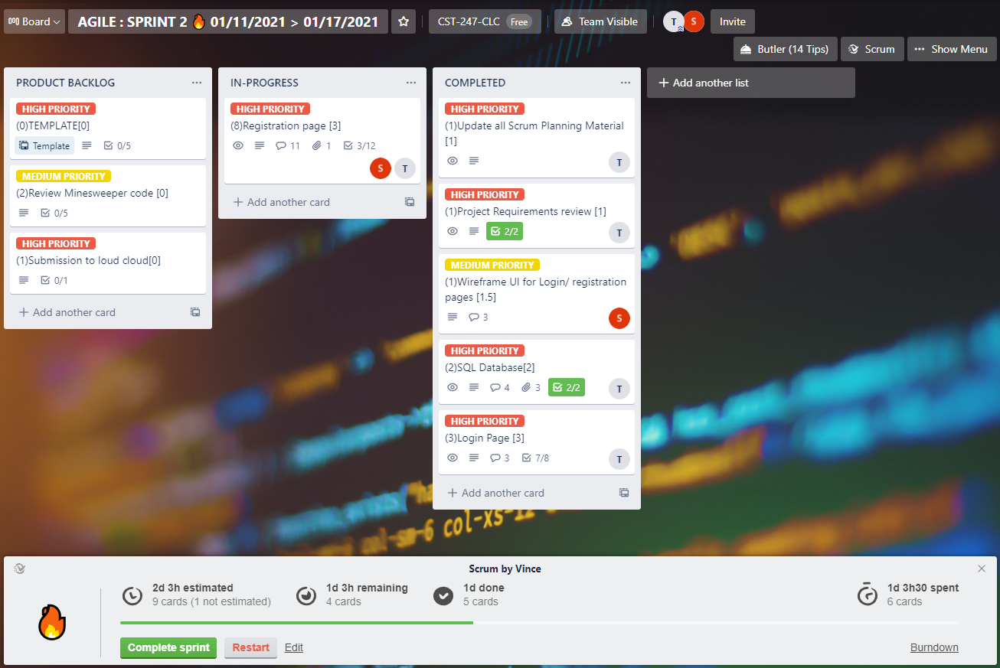 Board
AGILE : SPRINT 2 🔥 01/11/2021 > 01/17/2021
CST-247-CLC Free
Team Visible
T
S
Invite
Butler (14 Tips)
Scrum
Show Menu
PRODUCT BACKLOG
HIGH PRIORITY
(0)TEMPLATE[0]
Template 0/5
MEDIUM PRIORITY
(2)Review Minesweeper code [0]
0/5
HIGH PRIORITY
(1)Submission to loud cloud[0]
0/1
+ Add another card
IN-PROGRESS
HIGH PRIORITY
(8)Registration page [3]
11 1 3/12
S T
+ Add another card
COMPLETED
HIGH PRIORITY
(1)Update all Scrum Planning Material
[1]
T
HIGH PRIORITY
(1)Project Requirements review [1]
2/2
T
MEDIUM PRIORITY
(1)Wireframe UI for Login/ registration
pages [1.5]
3
S
HIGH PRIORITY
(2)SQL Database[2]
4 3 2/2
T
HIGH PRIORITY
(3)Login Page [3]
3 7/8
T
+ Add another card
+ Add another list
col-sm-6 col-xs-12
Scrum by Vince
2d 3h estimated
9 cards (1 not estimated)
1d 3h remaining
4 cards
1d done
5 cards
1d 3h30 spent
6 cards
Complete sprint
Restart
Edit
Burndown